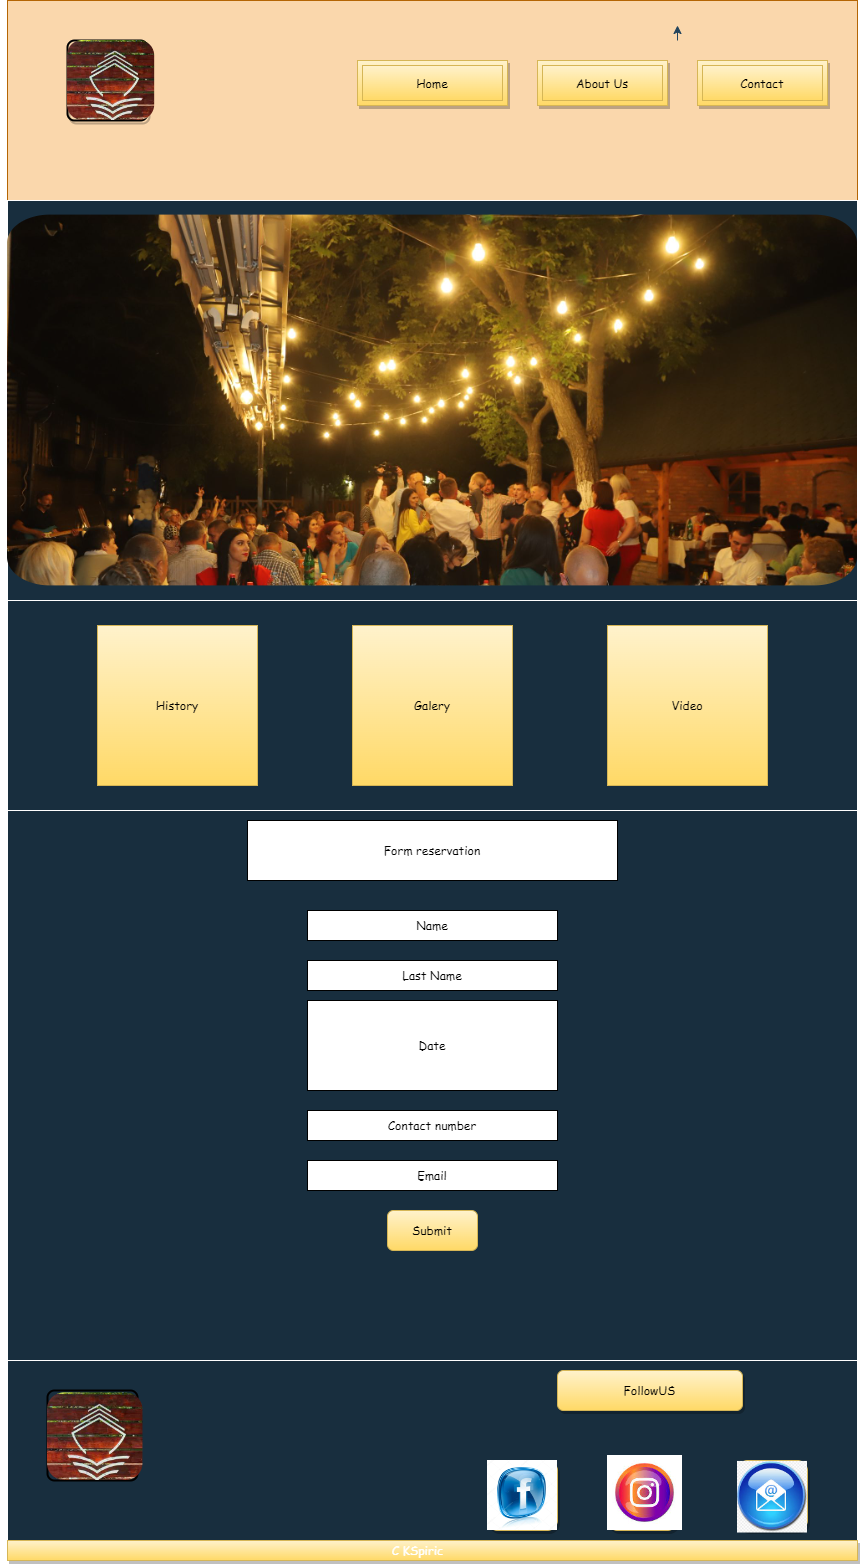 Home
About Us
Contact
History
Galery
Video
Form reservation
Name
Last Name
Date
Contact number
Email
Submit
FollowUS
f
@
C KSpiric